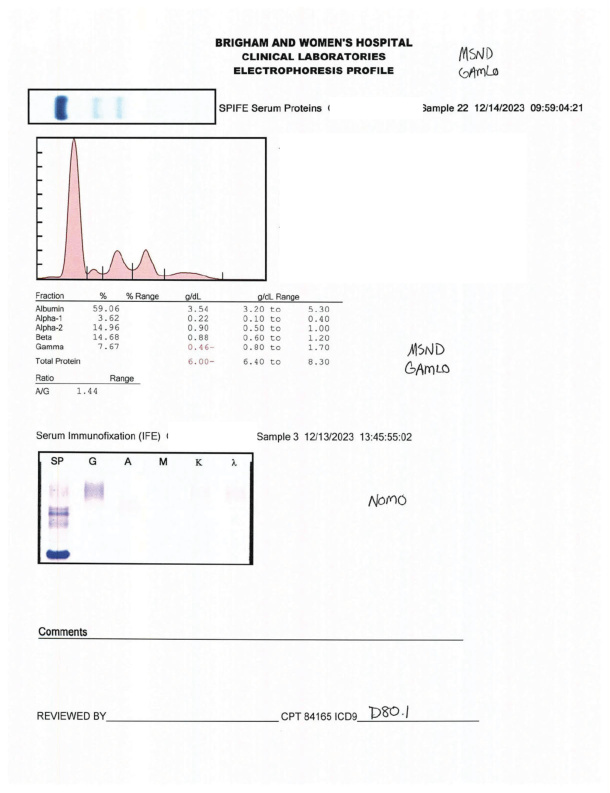 BRIGHAM AND WOMEN'S HOSPITAL
CLINICAL LABORATORIES
ELECTROPHORESIS PROFILE
MSND
GAMLO
SPIFE Serum Proteins ( Sample 22 12/14/2023 09:59:04:21
Fraction % % Range g/dL g/dL Range
Albumin 59.06 3.54 3.20 to 5.30
Alpha-1 3.62 0.22 0.10 to 0.40
Alpha-2 14.96 0.90 0.50 to 1.00
Beta 14.68 0.88 0.60 to 1.20
Gamma 7.67 0.46- 0.80 to 1.70
Total Protein 6.00- 6.40 to 8.30
MSND
GAMLO
Ratio Range
A/G 1.44
Serum Immunofixation (IFE) ( Sample 3 12/13/2023 13:45:55:02
SP G A M K λ
NOMO
Comments
REVIEWED BY CPT 84165 ICD9 D80.1